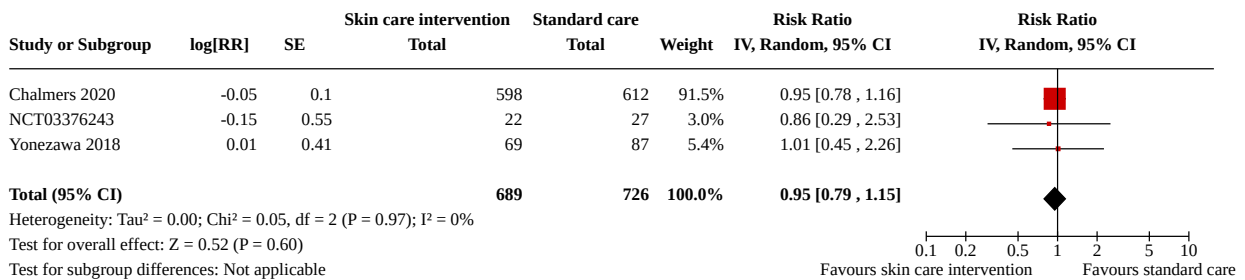 Skin care intervention Standard care Risk Ratio Risk Ratio
Study or Subgroup log[RR] SE Total Total Weight IV, Random, 95% CI IV, Random, 95% CI
Chalmers 2020 -0.05 0.1 598 612 91.5% 0.95 [0.78 , 1.16]
NCT03376243 -0.15 0.55 22 27 3.0% 0.86 [0.29 , 2.53]
Yonezawa 2018 0.01 0.41 69 87 5.4% 1.01 [0.45 , 2.26]
Total (95% CI) 689 726 100.0% 0.95 [0.79 , 1.15]
Heterogeneity: Tau² = 0.00; Chi² = 0.05, df = 2 (P = 0.97); I² = 0%
Test for overall effect: Z = 0.52 (P = 0.60) 0.1 0.2 0.5 1 2 5 10
Test for subgroup differences: Not applicable Favours skin care intervention Favours standard care